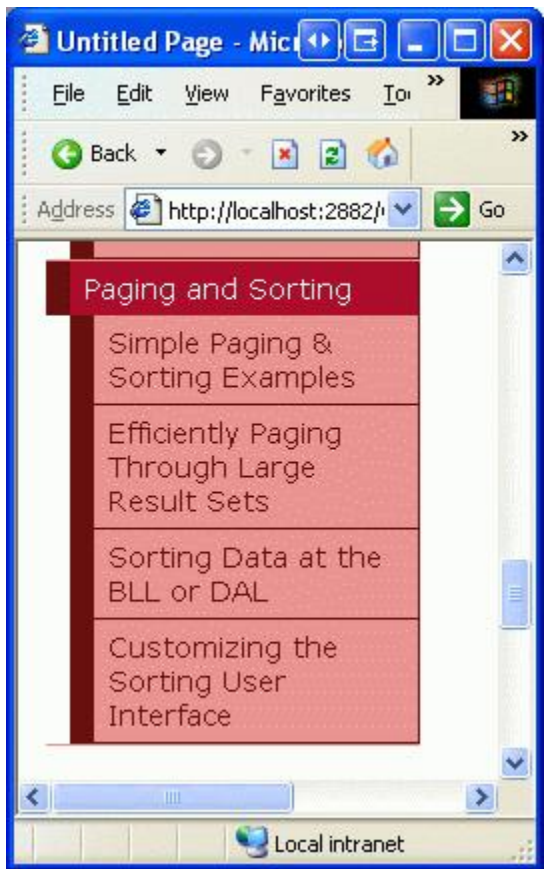 Untitled Page - Mic
File Edit View Favorites To
Back
Address http://localhost:2882/ Go
Paging and Sorting
Simple Paging &
Sorting Examples
Efficiently Paging
Through Large
Result Sets
Sorting Data at the
BLL or DAL
Customizing the
Sorting User
Interface
Local intranet